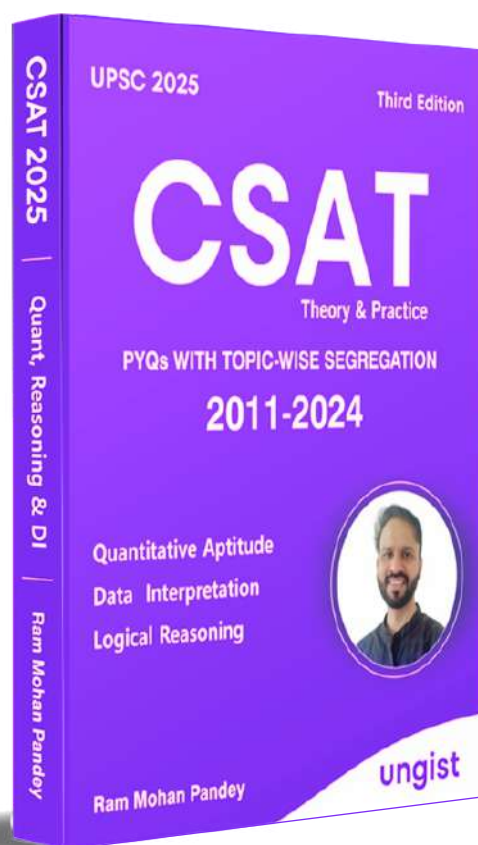 CSAT 2025 | Quant, Reasoning & DI | Ram Mohan Pandey
UPSC 2025
Third Edition
CSAT
Theory & Practice
PYQs WITH TOPIC-WISE SEGREGATION
2011-2024
Quantitative Aptitude
Data Interpretation
Logical Reasoning
Ram Mohan Pandey
ungist